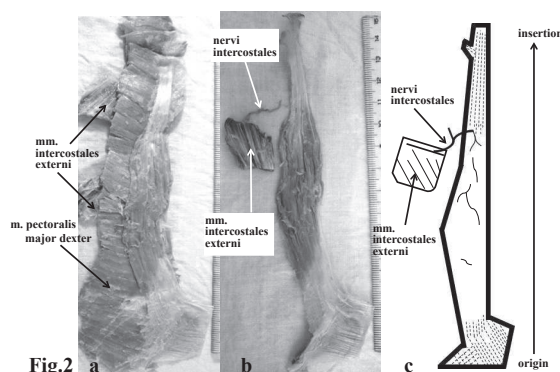 mm.
intercostales
externi
m. pectoralis
major dexter
Fig.2 a
nervi
intercostales
mm. intercostales
externi
b
nervi
intercostales
mm.
intercostales
externi
c
insertion
origin